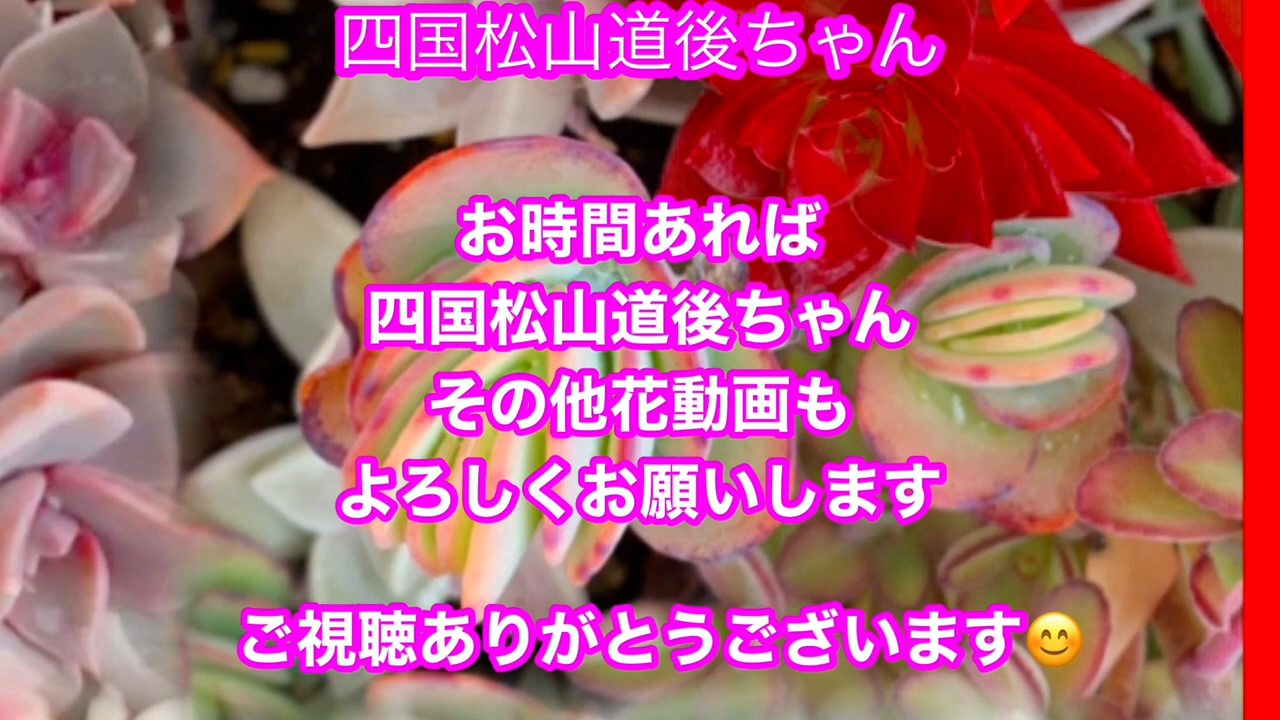 四国松山道後ちゃん
お時間あれば
四国松山道後ちゃん
その他花動画も
よろしくお願いします
ご視聴ありがとうございます😊